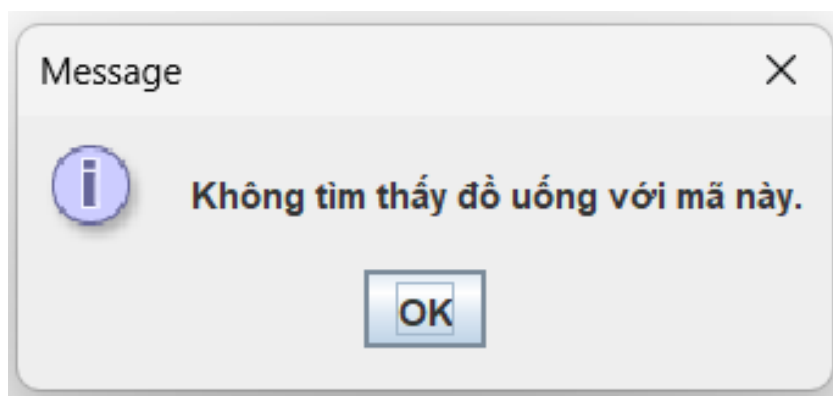 Message
Không tìm thấy đồ uống với mã này.
OK